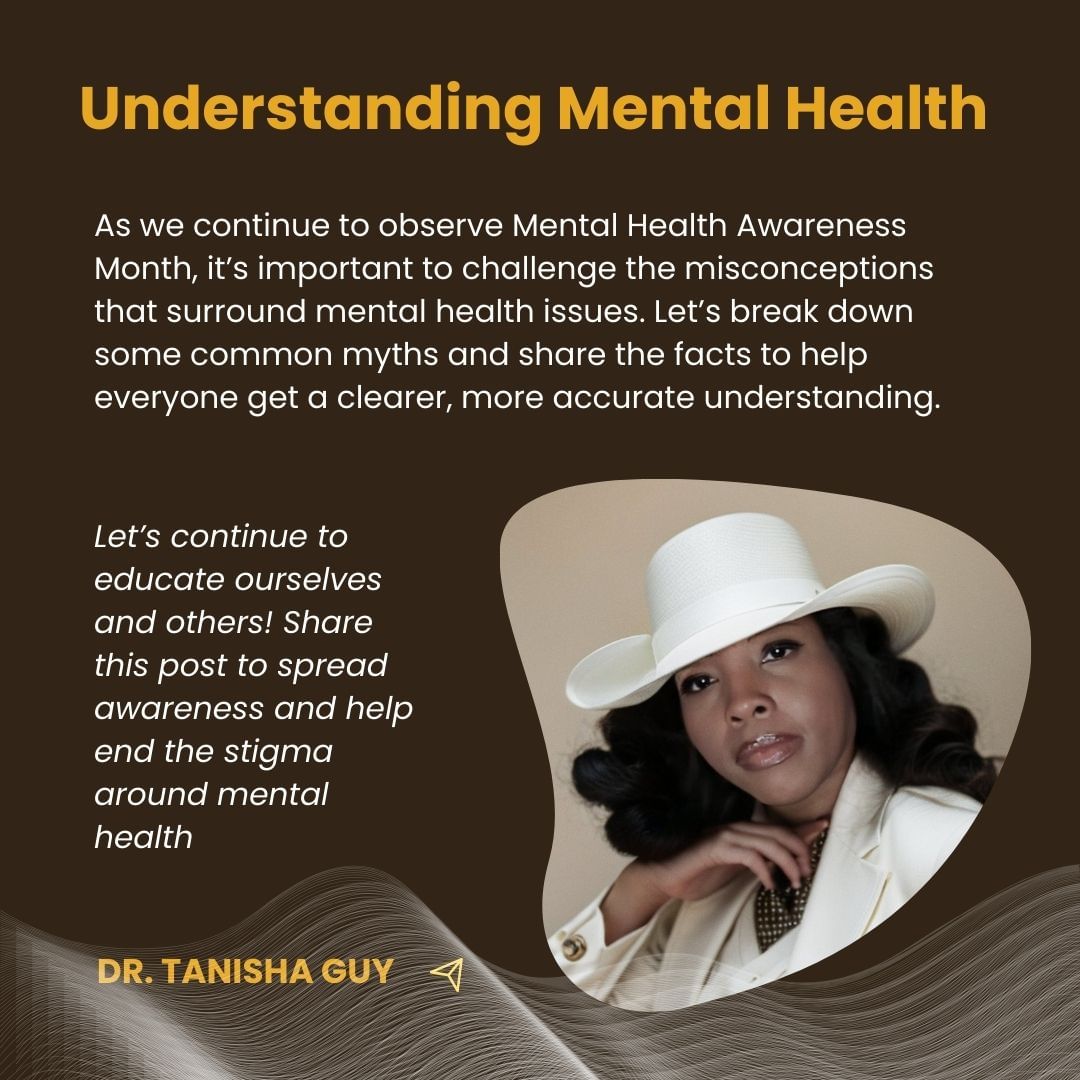 Understanding Mental Health
As we continue to observe Mental Health Awareness
Month, it’s important to challenge the misconceptions
that surround mental health issues. Let’s break down
some common myths and share the facts to help
everyone get a clearer, more accurate understanding.
Let’s continue to
educate ourselves
and others! Share
this post to spread
awareness and help
end the stigma
around mental
health
DR. TANISHA GUY